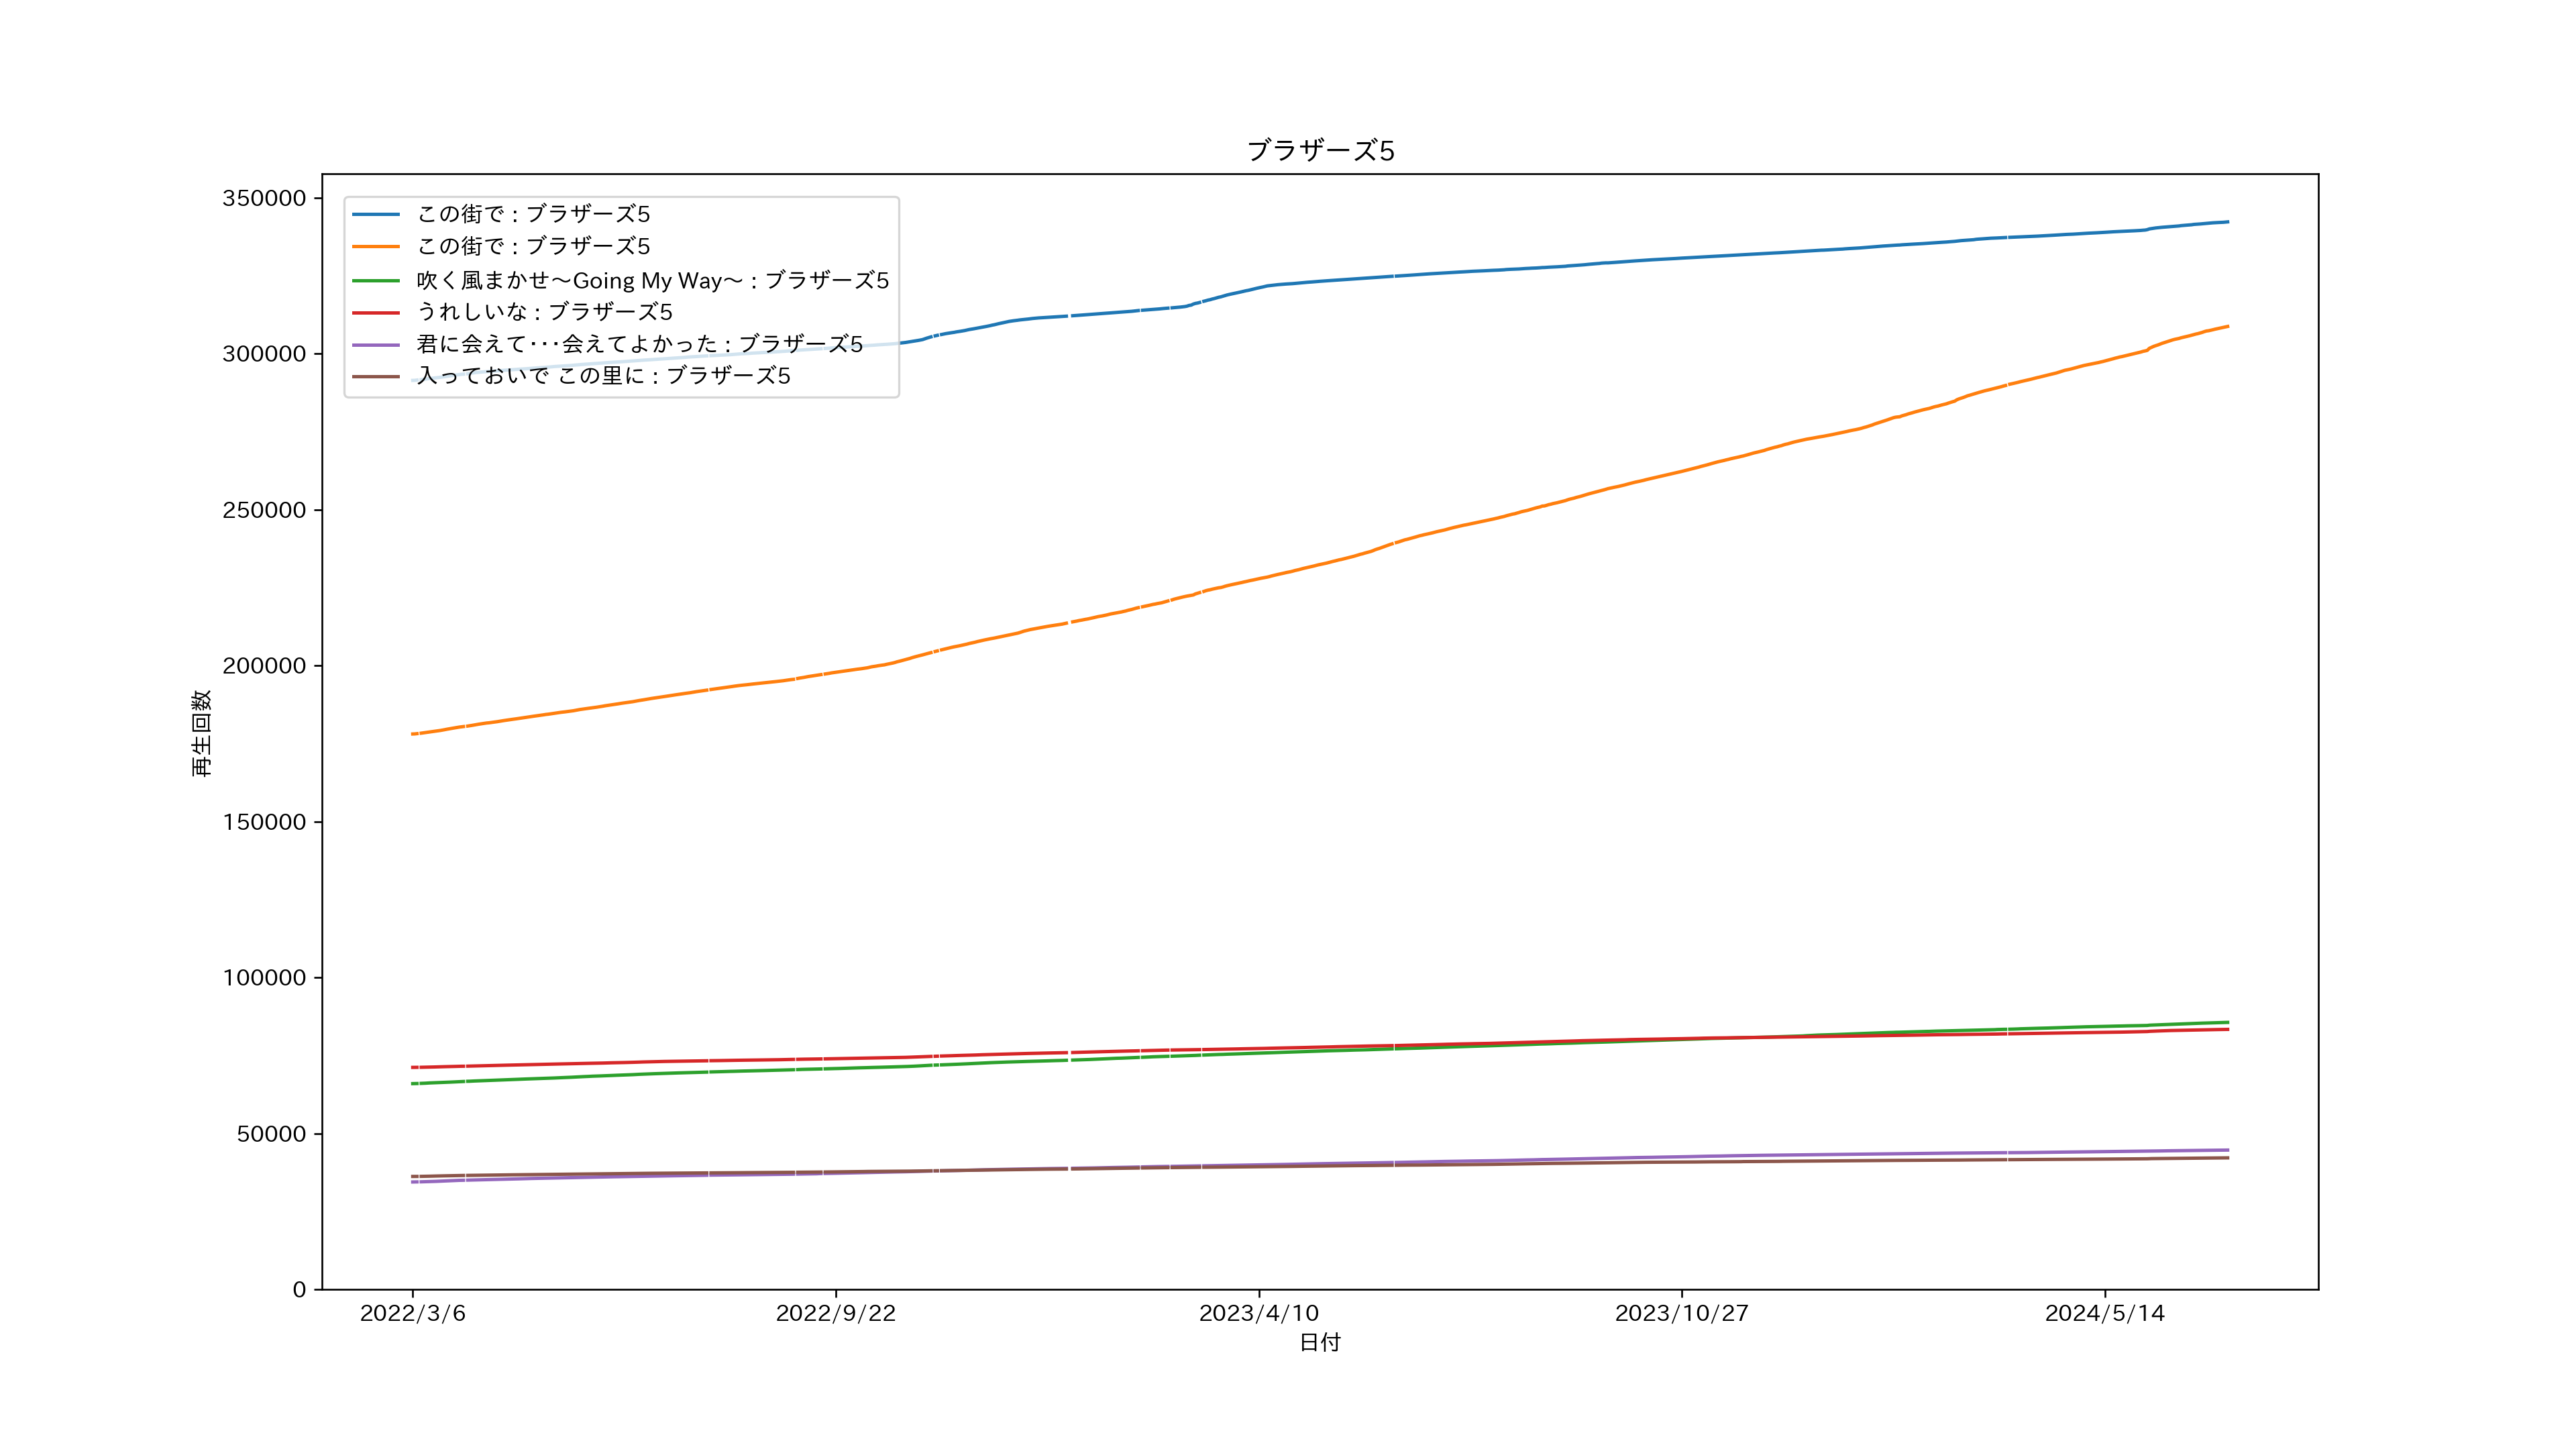 ブラザーズ5
350000
300000
250000
200000
150000
100000
50000
0
再生回数
この街で : ブラザーズ5
この街で : ブラザーズ5
吹く風まかせ〜Going My Way〜 : ブラザーズ5
うれしいな : ブラザーズ5
君に会えて･･･会えてよかった : ブラザーズ5
入っておいで この里に : ブラザーズ5
2022/3/6
2022/9/22
2023/4/10
2023/10/27
2024/5/14
日付